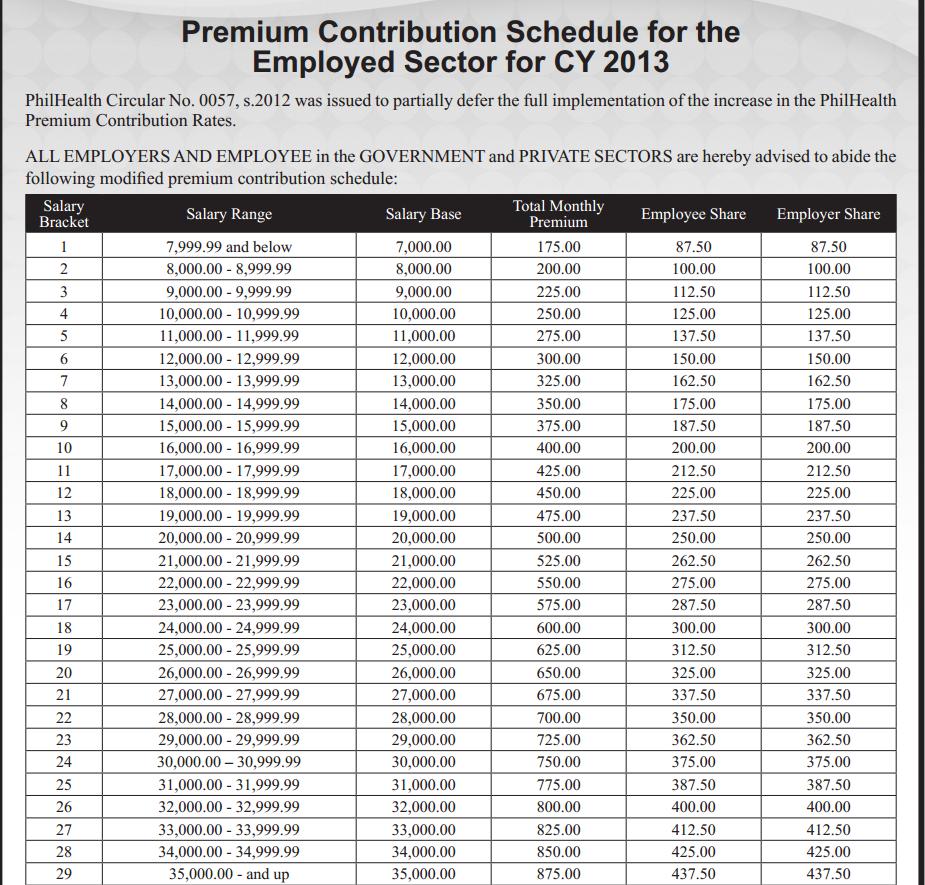 Premium Contribution Schedule for the
Employed Sector for CY 2013
PhilHealth Circular No. 0057, s.2012 was issued to partially defer the full implementation of the increase in the PhilHealth
Premium Contribution Rates.
ALL EMPLOYERS AND EMPLOYEE in the GOVERNMENT and PRIVATE SECTORS are hereby advised to abide the
following modified premium contribution schedule:
Salary Bracket Salary Range Salary Base Total Monthly Premium Employee Share Employer Share
1 7,999.99 and below 7,000.00 175.00 87.50 87.50
2 8,000.00 - 8,999.99 8,000.00 200.00 100.00 100.00
3 9,000.00 - 9,999.99 9,000.00 225.00 112.50 112.50
4 10,000.00 - 10,999.99 10,000.00 250.00 125.00 125.00
5 11,000.00 - 11,999.99 11,000.00 275.00 137.50 137.50
6 12,000.00 - 12,999.99 12,000.00 300.00 150.00 150.00
7 13,000.00 - 13,999.99 13,000.00 325.00 162.50 162.50
8 14,000.00 - 14,999.99 14,000.00 350.00 175.00 175.00
9 15,000.00 - 15,999.99 15,000.00 375.00 187.50 187.50
10 16,000.00 - 16,999.99 16,000.00 400.00 200.00 200.00
11 17,000.00 - 17,999.99 17,000.00 425.00 212.50 212.50
12 18,000.00 - 18,999.99 18,000.00 450.00 225.00 225.00
13 19,000.00 - 19,999.99 19,000.00 475.00 237.50 237.50
14 20,000.00 - 20,999.99 20,000.00 500.00 250.00 250.00
15 21,000.00 - 21,999.99 21,000.00 525.00 262.50 262.50
16 22,000.00 - 22,999.99 22,000.00 550.00 275.00 275.00
17 23,000.00 - 23,999.99 23,000.00 575.00 287.50 287.50
18 24,000.00 - 24,999.99 24,000.00 600.00 300.00 300.00
19 25,000.00 - 25,999.99 25,000.00 625.00 312.50 312.50
20 26,000.00 - 26,999.99 26,000.00 650.00 325.00 325.00
21 27,000.00 - 27,999.99 27,000.00 675.00 337.50 337.50
22 28,000.00 - 28,999.99 28,000.00 700.00 350.00 350.00
23 29,000.00 - 29,999.99 29,000.00 725.00 362.50 362.50
24 30,000.00 – 30,999.99 30,000.00 750.00 375.00 375.00
25 31,000.00 - 31,999.99 31,000.00 775.00 387.50 387.50
26 32,000.00 - 32,999.99 32,000.00 800.00 400.00 400.00
27 33,000.00 - 33,999.99 33,000.00 825.00 412.50 412.50
28 34,000.00 - 34,999.99 34,000.00 850.00 425.00 425.00
29 35,000.00 - and up 35,000.00 875.00 437.50 437.50